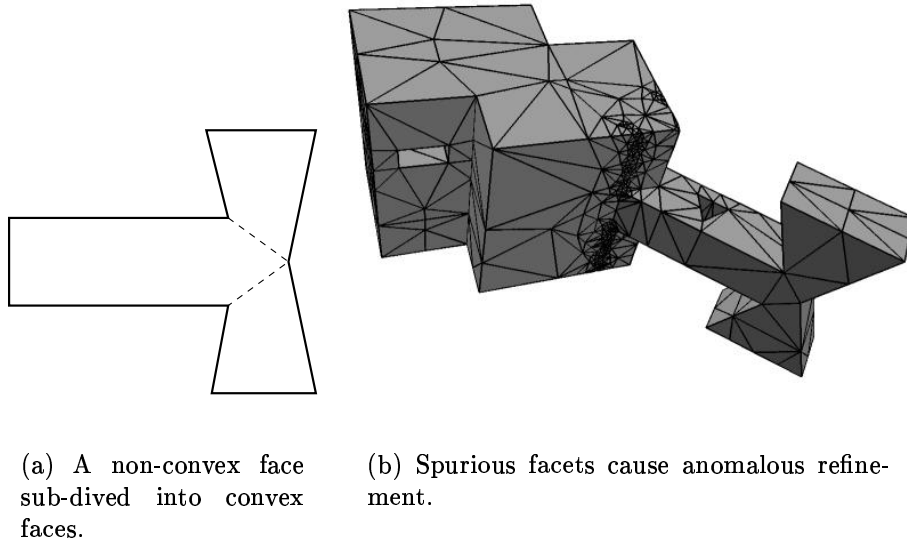 (a) A non-convex face
sub-dived into convex
faces.
(b) Spurious facets cause anomalous refine-
ment.